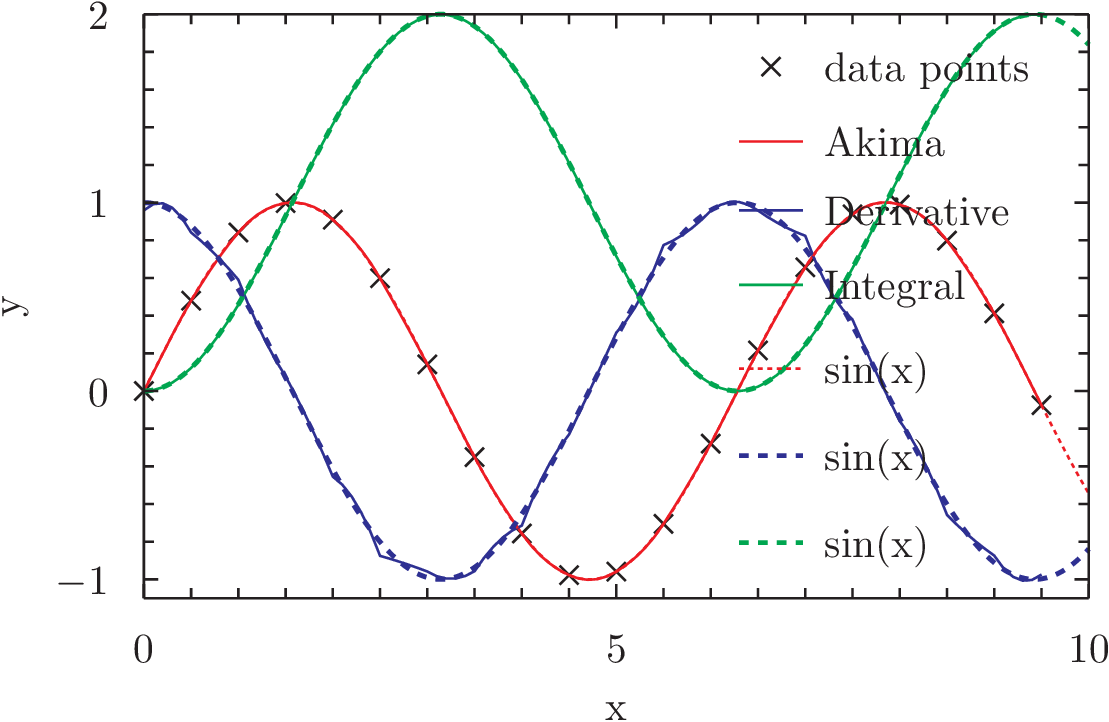 2
data points
Akima
1
Derivative
y
Integral
sin(x)
0
sin(x)
sin(x)
−1
0 5 10
x